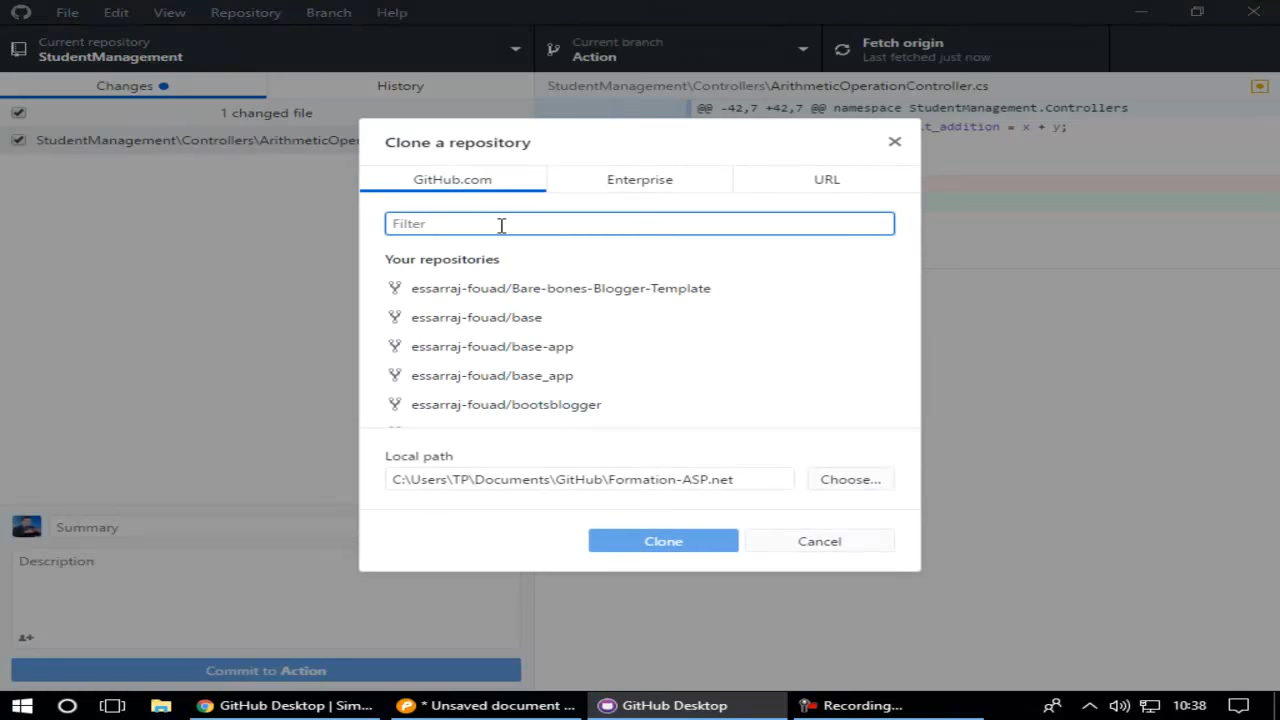 File Edit View Repository Branch Help
Current repository
StudentManagement
Current branch
Action
Fetch origin
Last fetched just now
Changes
History
StudentManagement\Controllers\ArithmeticOperationController.cs
1 changed file
@@ -42,7 +42,7 @@ namespace StudentManagement.Controllers
StudentManagement\Controllers\ArithmeticOpe
t_addition = x + y;
Clone a repository
GitHub.com
Enterprise
URL
Filter
Your repositories
essarraj-fouad/Bare-bones-Blogger-Template
essarraj-fouad/base
essarraj-fouad/base-app
essarraj-fouad/base_app
essarraj-fouad/bootsblogger
Local path
C:\Users\TP\Documents\GitHub\Formation-ASP.net
Choose...
Clone
Cancel
Summary
Description
Commit to Action
GitHub Desktop | Sim...
* Unsaved document ...
GitHub Desktop
Recording...
10:38